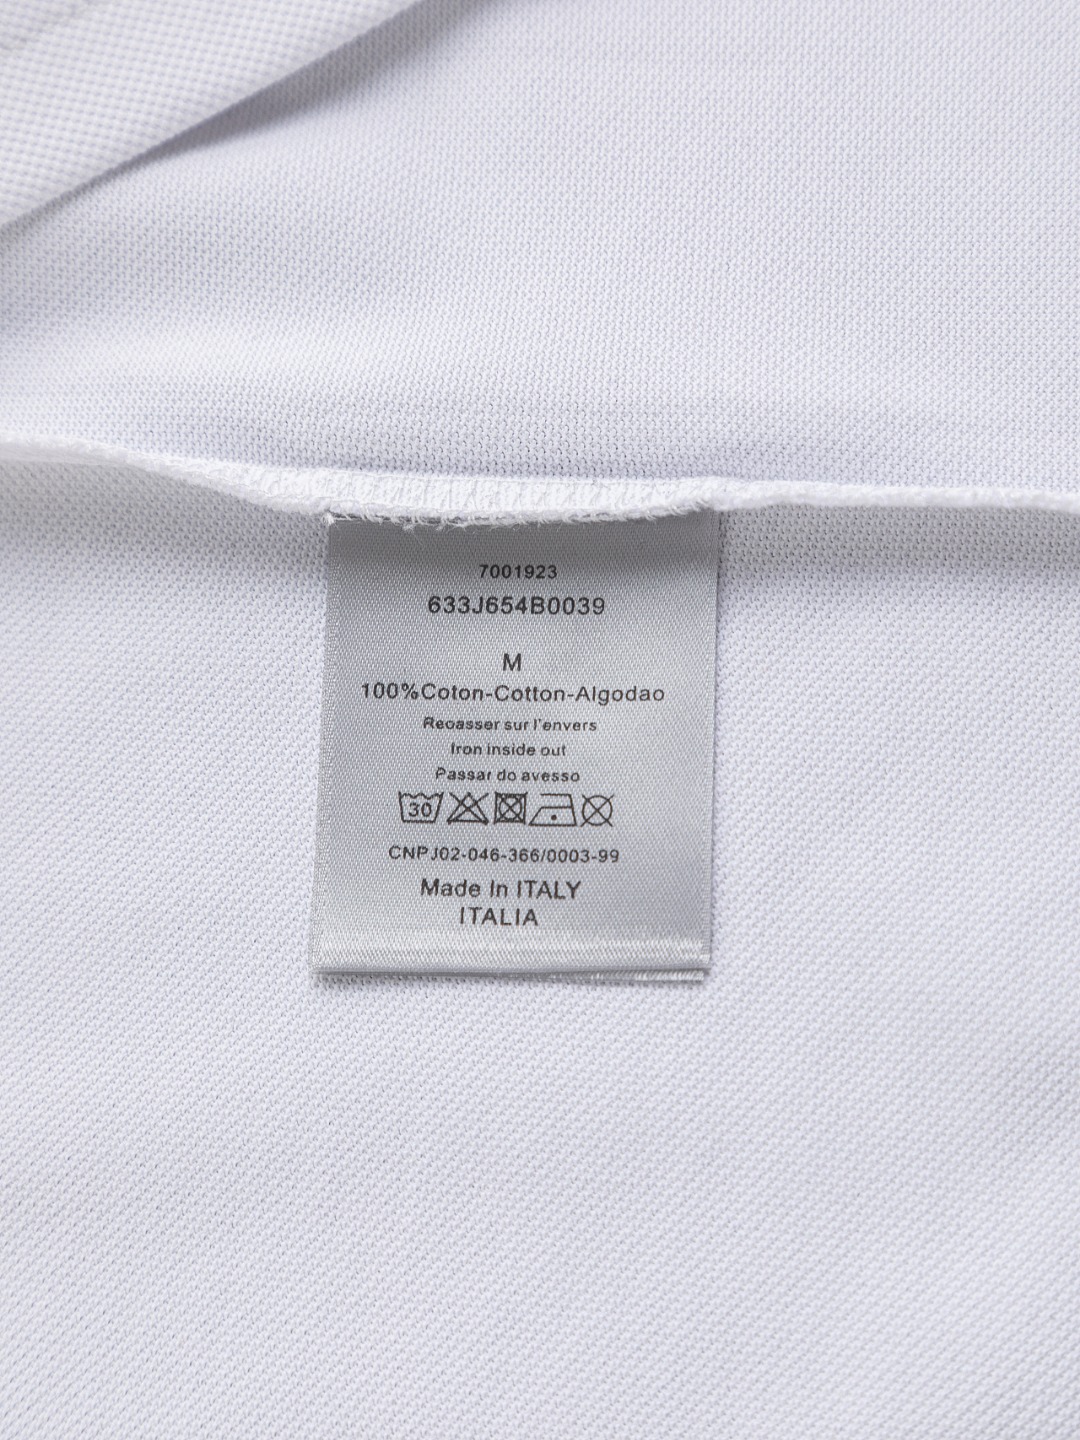 7001923
633J654B0039
M
100%Coton-Cotton-Algodao
Reoasser sur l'envers
Iron inside out
Passar do avesso
30
CNPJ02-046-366/0003-99
Made In ITALY
ITALIA